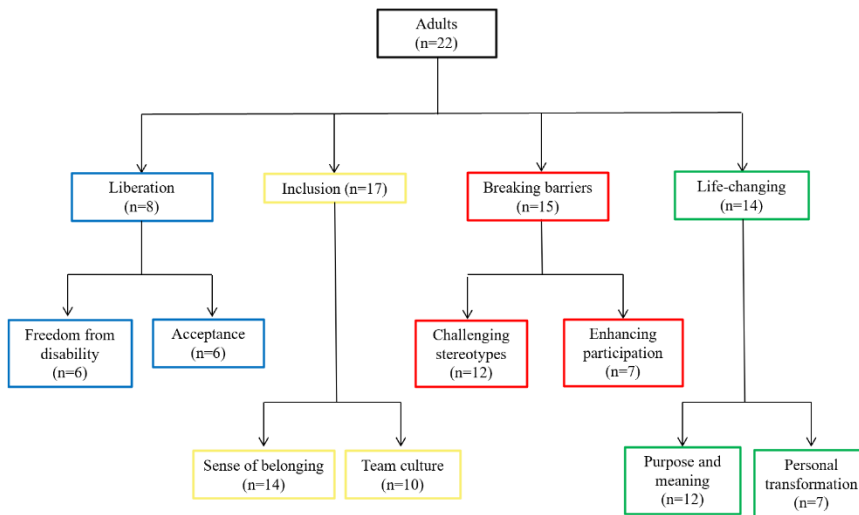 Adults
(n=22)
Liberation
(n=8)
Inclusion (n=17)
Breaking barriers
(n=15)
Life-changing
(n=14)
Freedom from
disability
(n=6)
Acceptance
(n=6)
Challenging
stereotypes
(n=12)
Enhancing
participation
(n=7)
Sense of belonging
(n=14)
Team culture
(n=10)
Purpose and
meaning
(n=12)
Personal
transformation
(n=7)